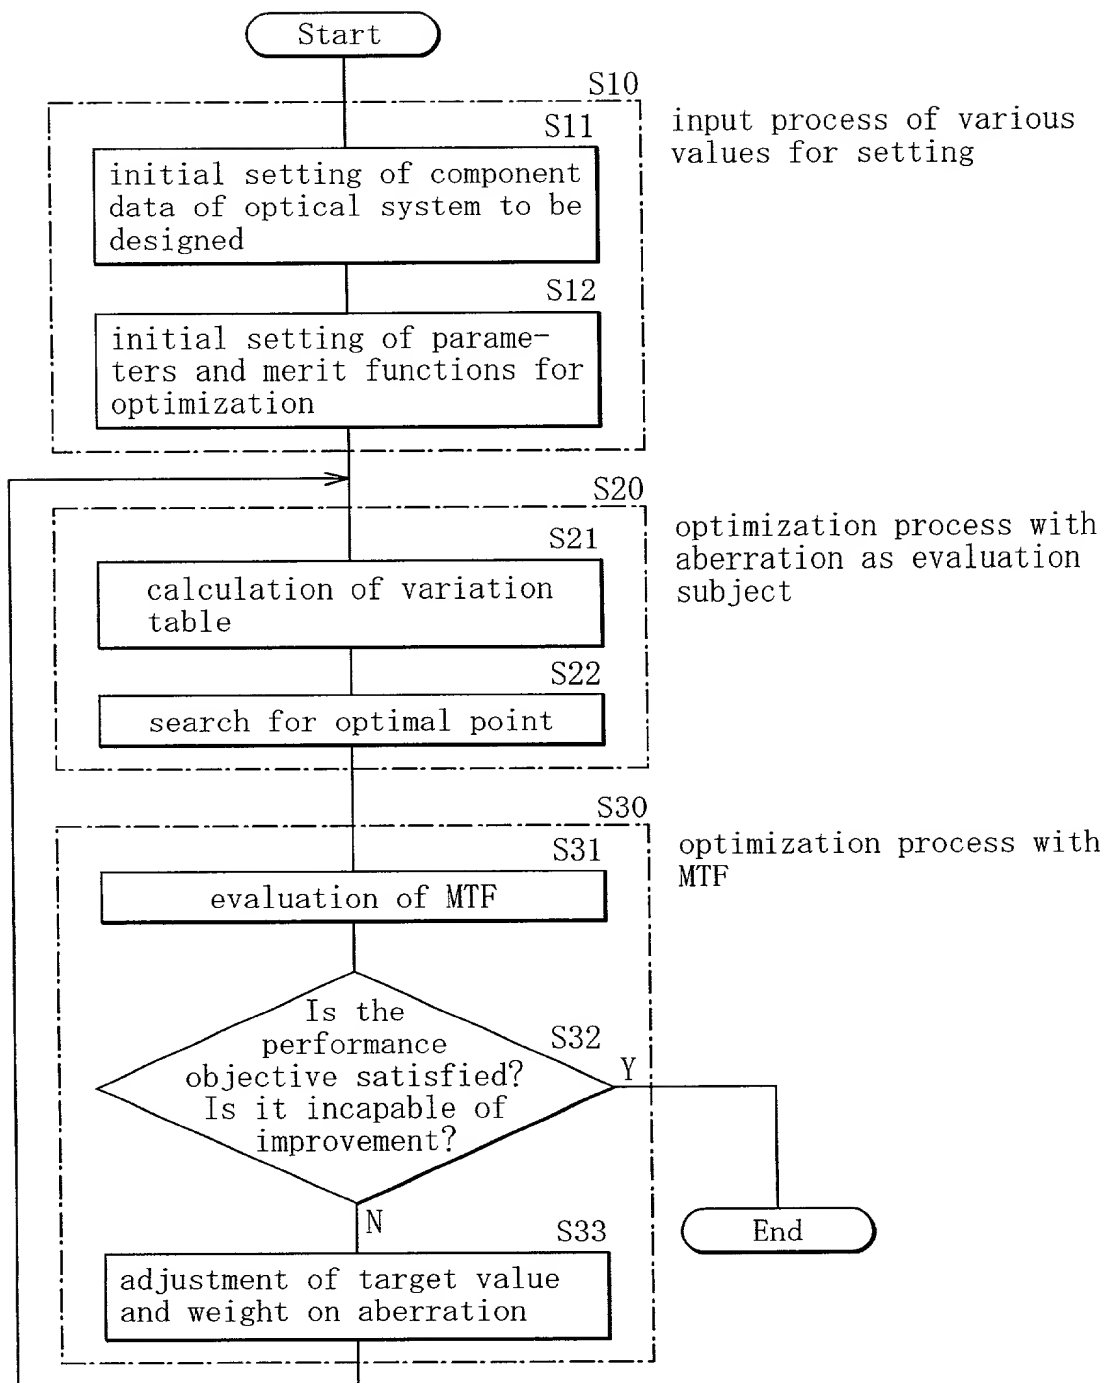 Start
S10
input process of various
values for setting
S11
initial setting of component
data of optical system to be
designed
S12
initial setting of parame-
ters and merit functions for
optimization
S20
optimization process with
aberration as evaluation
subject
S21
calculation of variation
table
S22
search for optimal point
S30
optimization process with
MTF
S31
evaluation of MTF
Is the
performance
objective satisfied?
Is it incapable of
improvement?
S32
Y
N
End
S33
adjustment of target value
and weight on aberration